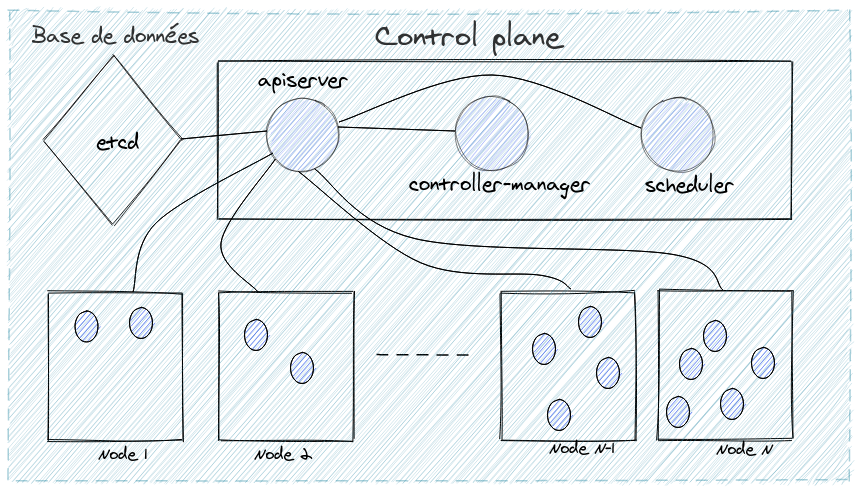 Base de données
Control plane
apiserver
etcd
controller-manager
scheduler
Node 1
Node 2
Node N-1
Node N